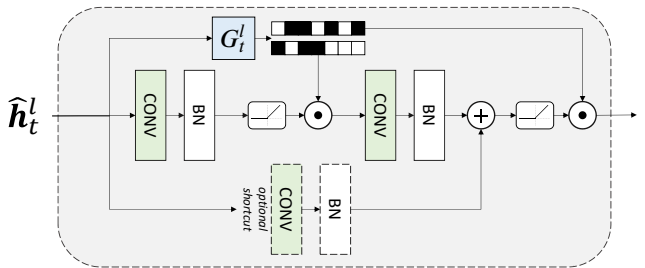 G_t^l
ĥ_t^l
CONV
BN
CONV
BN
optional
shortcut
CONV
BN